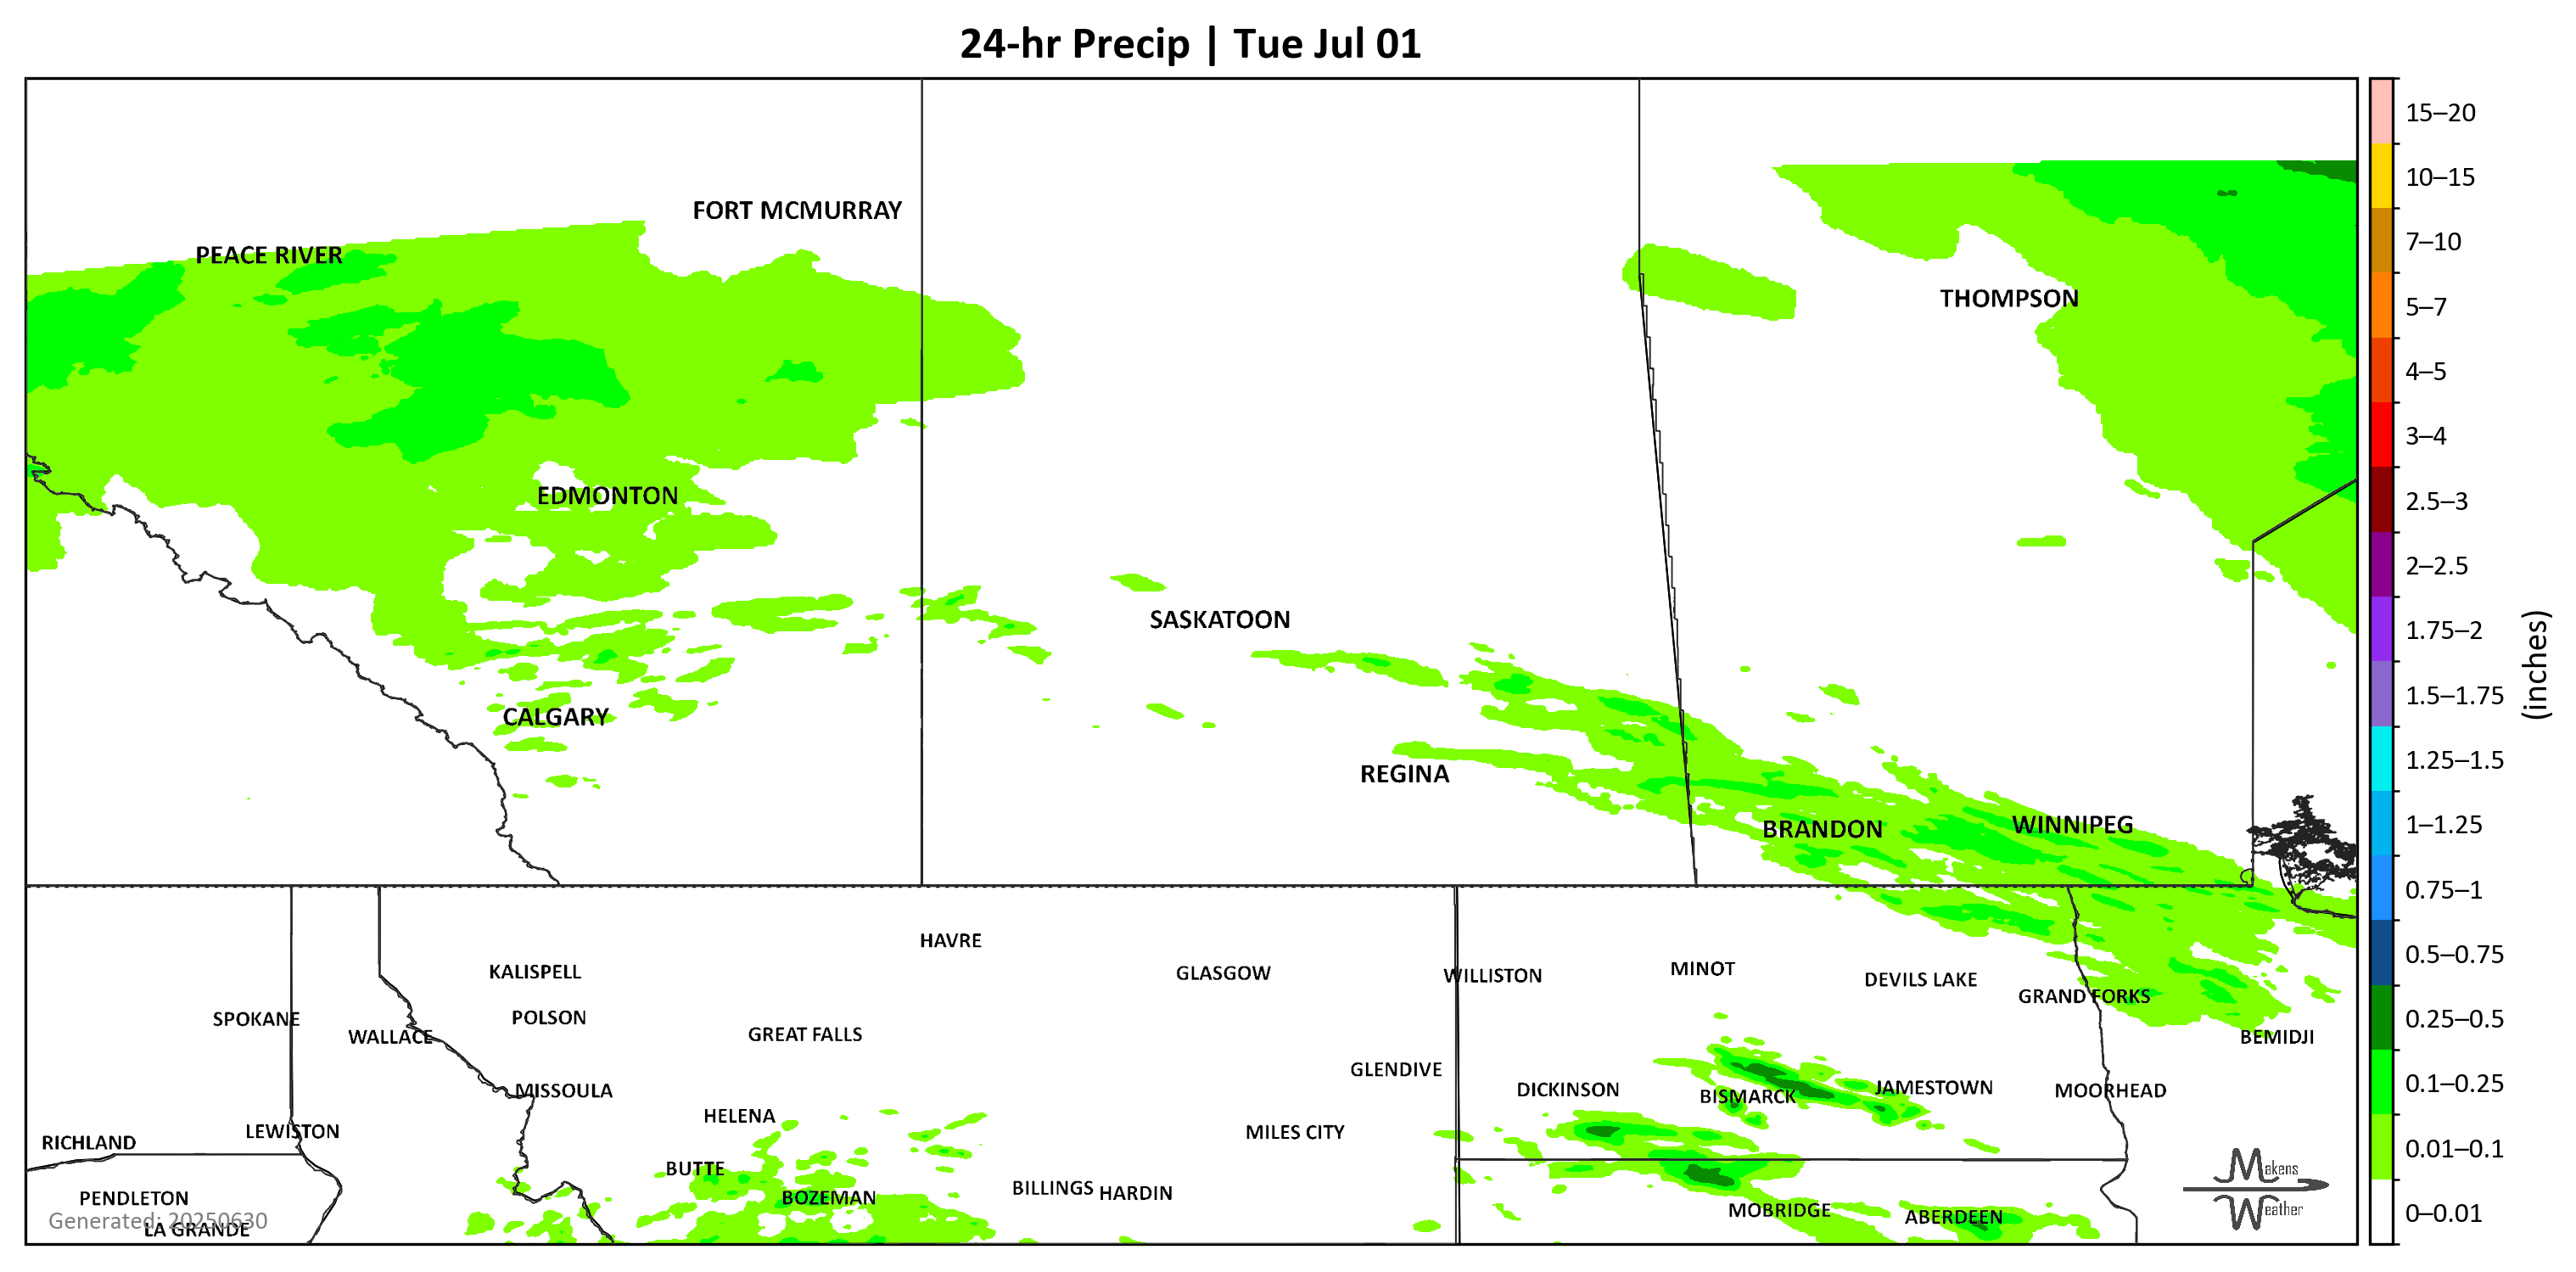 24-hr Precip | Tue Jul 01
15–20
10–15
7–10
5–7
4–5
3–4
2.5–3
2–2.5
1.75–2
1.5–1.75
1.25–1.5
1–1.25
0.75–1
0.5–0.75
0.25–0.5
0.1–0.25
0.01–0.1
0–0.01
(inches)
FORT MCMURRAY
PEACE RIVER
THOMPSON
EDMONTON
SASKATOON
CALGARY
REGINA
BRANDON
WINNIPEG
HAVRE
KALISPELL
GLASGOW
WILLISTON
MINOT
DEVILS LAKE
GRAND FORKS
SPOKANE
WALLACE
POLSON
GREAT FALLS
BEMIDJI
GLENDIVE
DICKINSON
BISMARCK
JAMESTOWN
MOORHEAD
MISSOULA
HELENA
RICHLAND
LEWISTON
MILES CITY
BUTTE
BOZEMAN
BILLINGS
HARDIN
PENDLETON
MOBRIDGE
ABERDEEN
Generated: 20250630
LA GRANDE
Makens
Weather